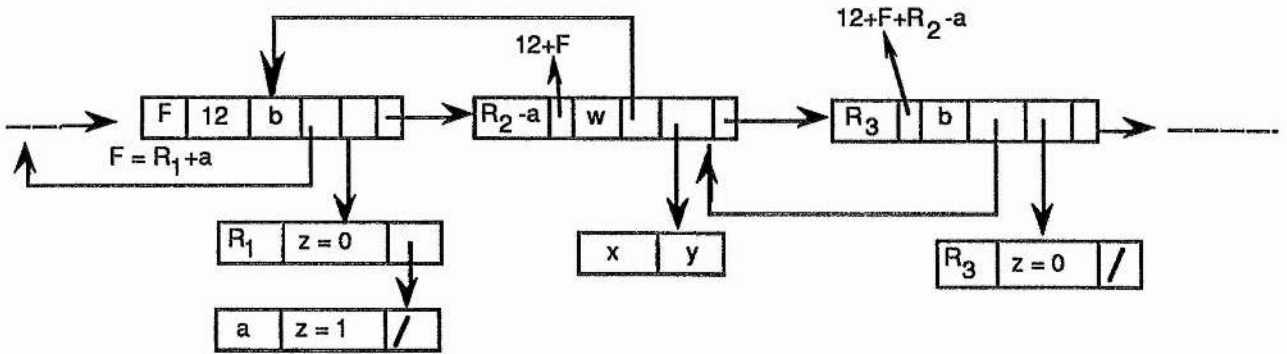 12+F+R₂-a
12+F
F 12 b
R₂-a w
R₃ b
F = R₁+a
R₁ z = 0
x y
R₃ z = 0 /
a z = 1 /